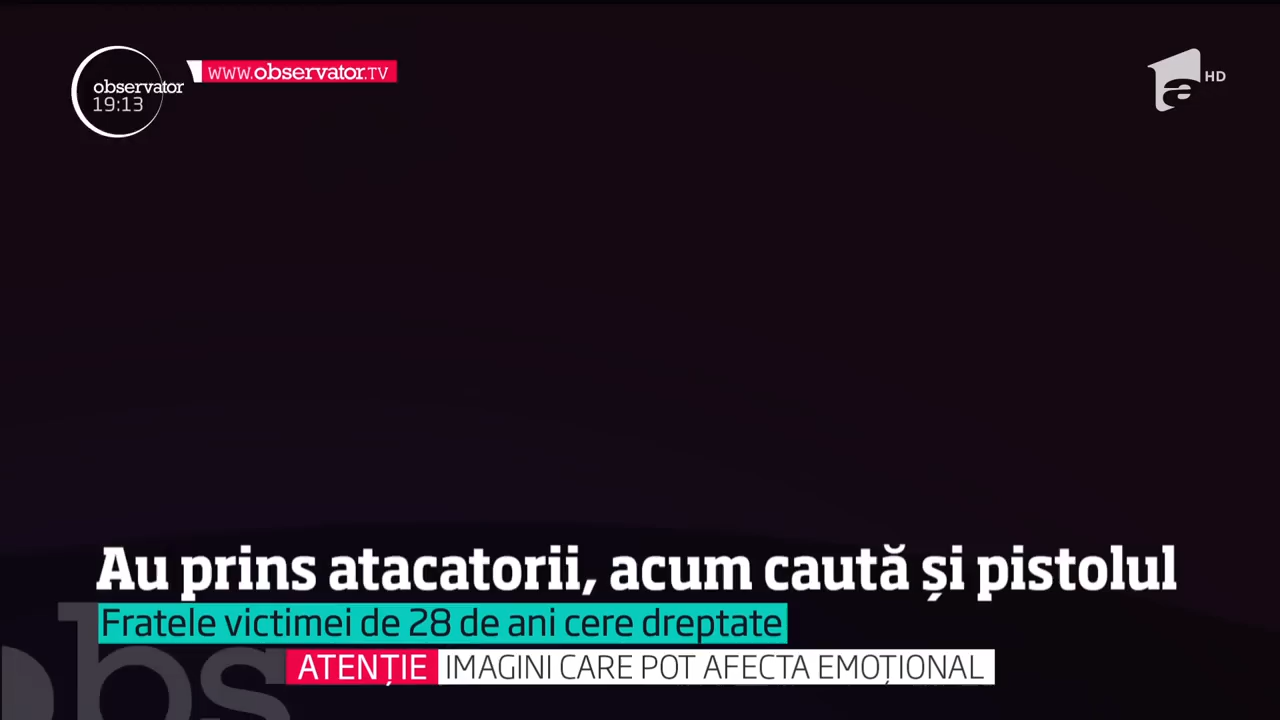 observator
19:13
www.observator.tv
a HD
Au prins atacatorii, acum caută și pistolul
Fratele victimei de 28 de ani cere dreptate
ATENȚIE IMAGINI CARE POT AFECTA EMOȚIONAL
obs